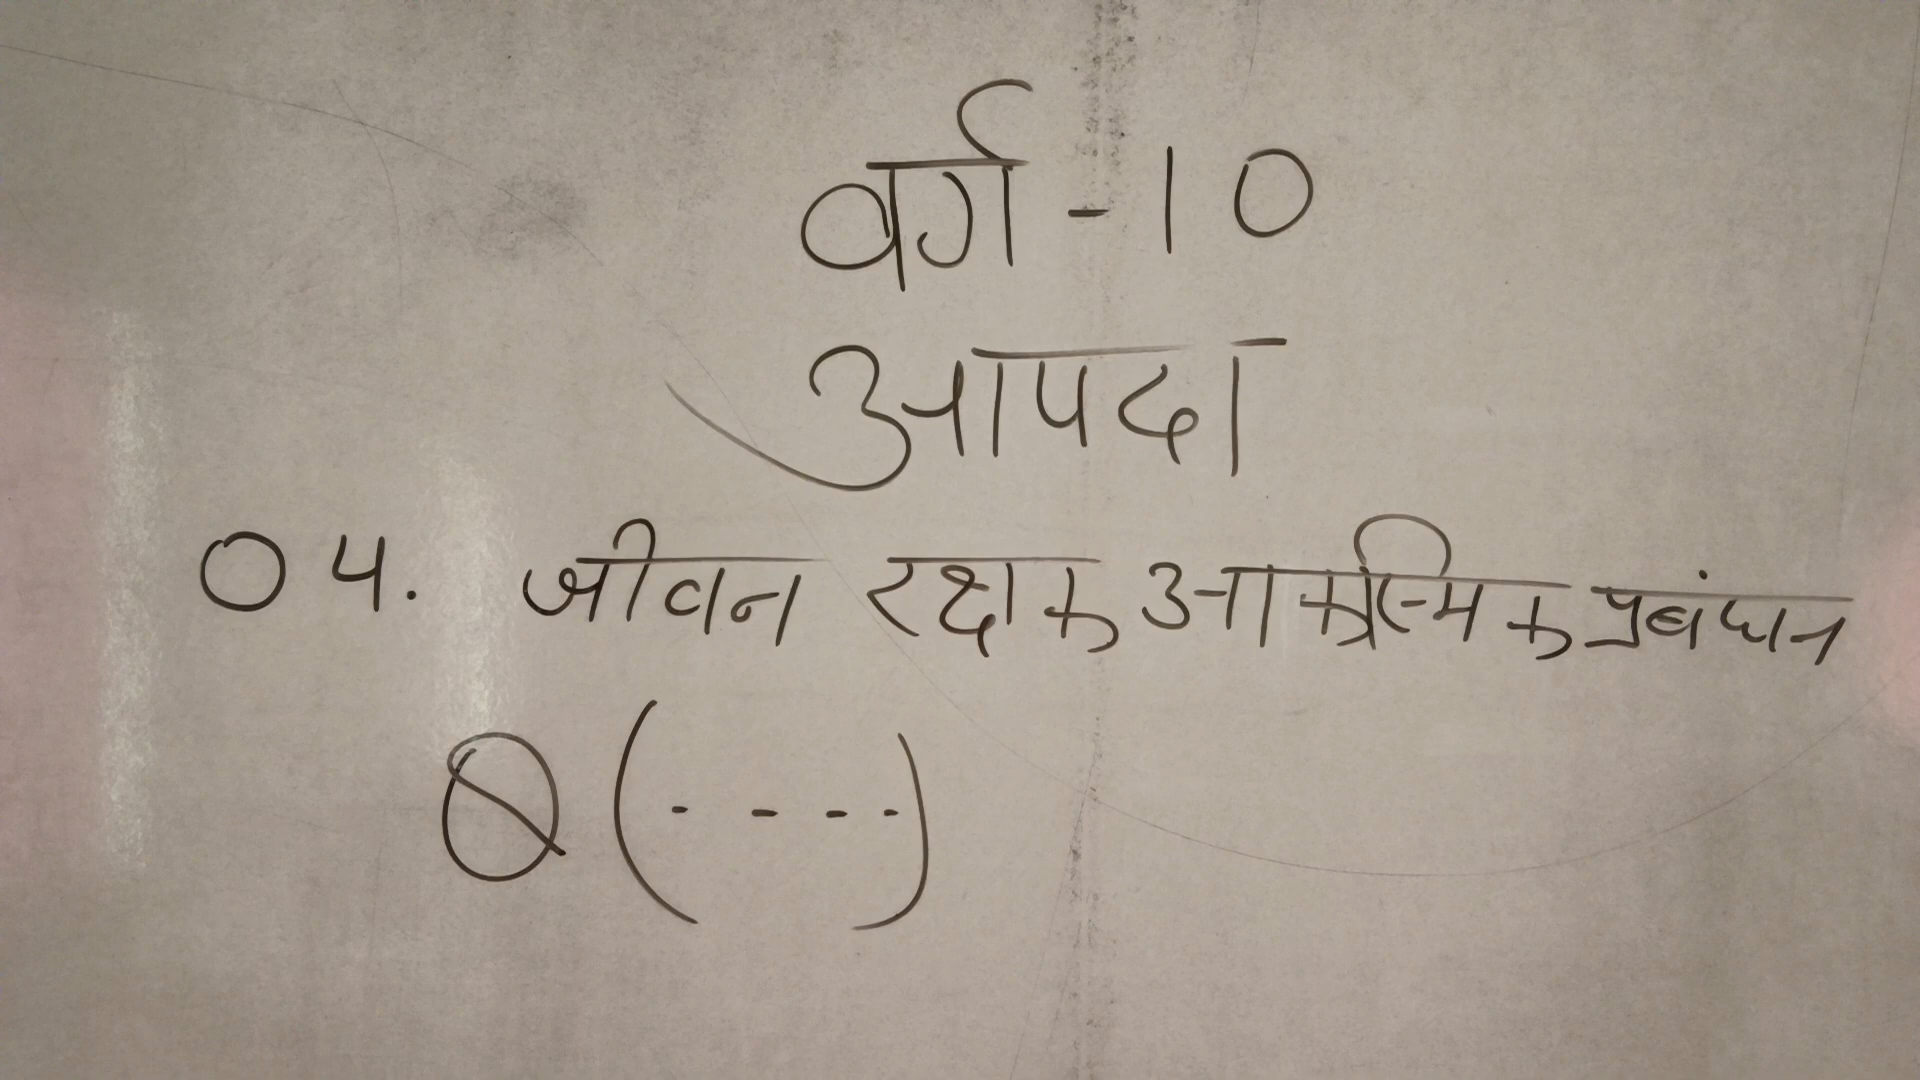 वर्ग - 10
आपदा
04. जीवन रक्षक आकस्मिक प्रबंधन
Q (- - - -)